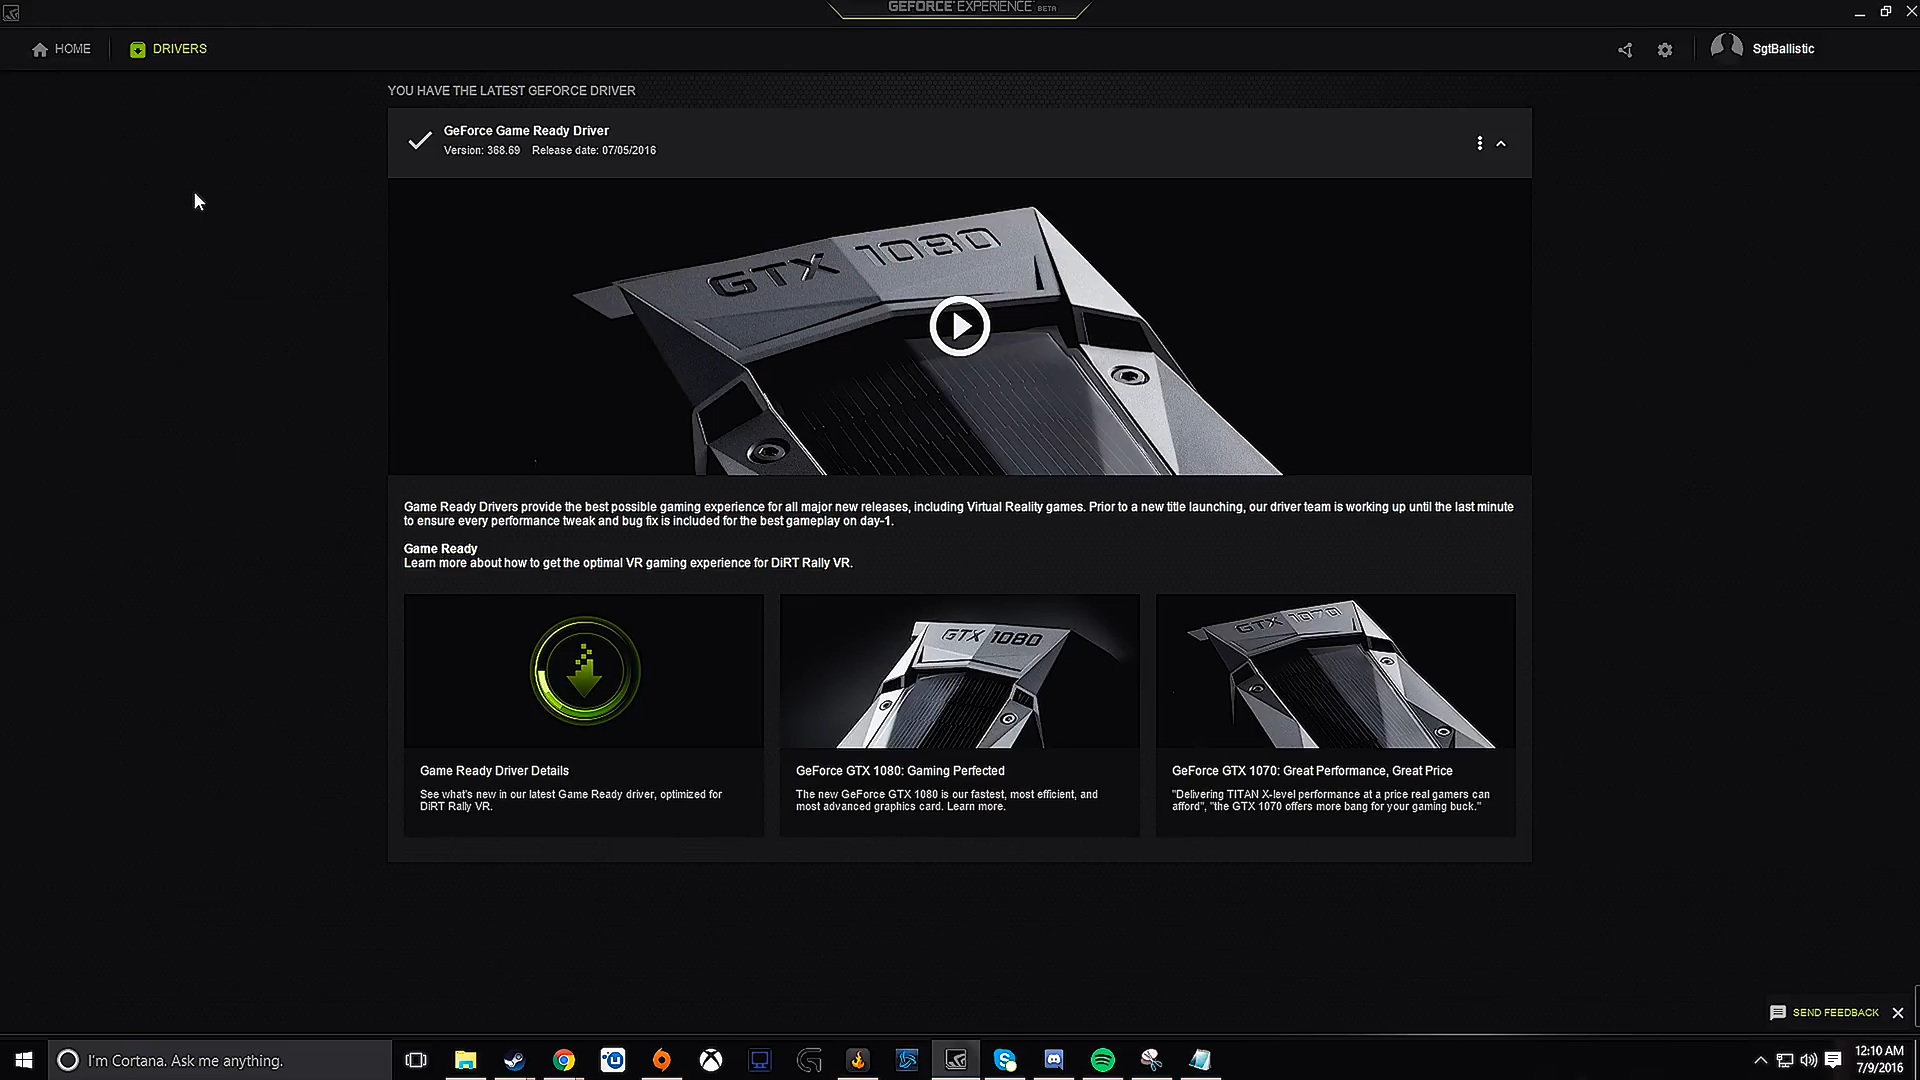 GEFORCE EXPERIENCE BETA
HOME
DRIVERS
SgtBallistic
YOU HAVE THE LATEST GEFORCE DRIVER
GeForce Game Ready Driver
Version: 368.69 Release date: 07/05/2016
GTX 1080
Game Ready Drivers provide the best possible gaming experience for all major new releases, including Virtual Reality games. Prior to a new title launching, our driver team is working up until the last minute
to ensure every performance tweak and bug fix is included for the best gameplay on day-1.
Game Ready
Learn more about how to get the optimal VR gaming experience for DiRT Rally VR.
GTX 1080
GTX 1070
Game Ready Driver Details
See what's new in our latest Game Ready driver, optimized for
DiRT Rally VR.
GeForce GTX 1080: Gaming Perfected
The new GeForce GTX 1080 is our fastest, most efficient, and
most advanced graphics card. Learn more.
GeForce GTX 1070: Great Performance, Great Price
"Delivering TITAN X-level performance at a price real gamers can
afford", "the GTX 1070 offers more bang for your gaming buck."
SEND FEEDBACK
I'm Cortana. Ask me anything.
12:10 AM
7/9/2016